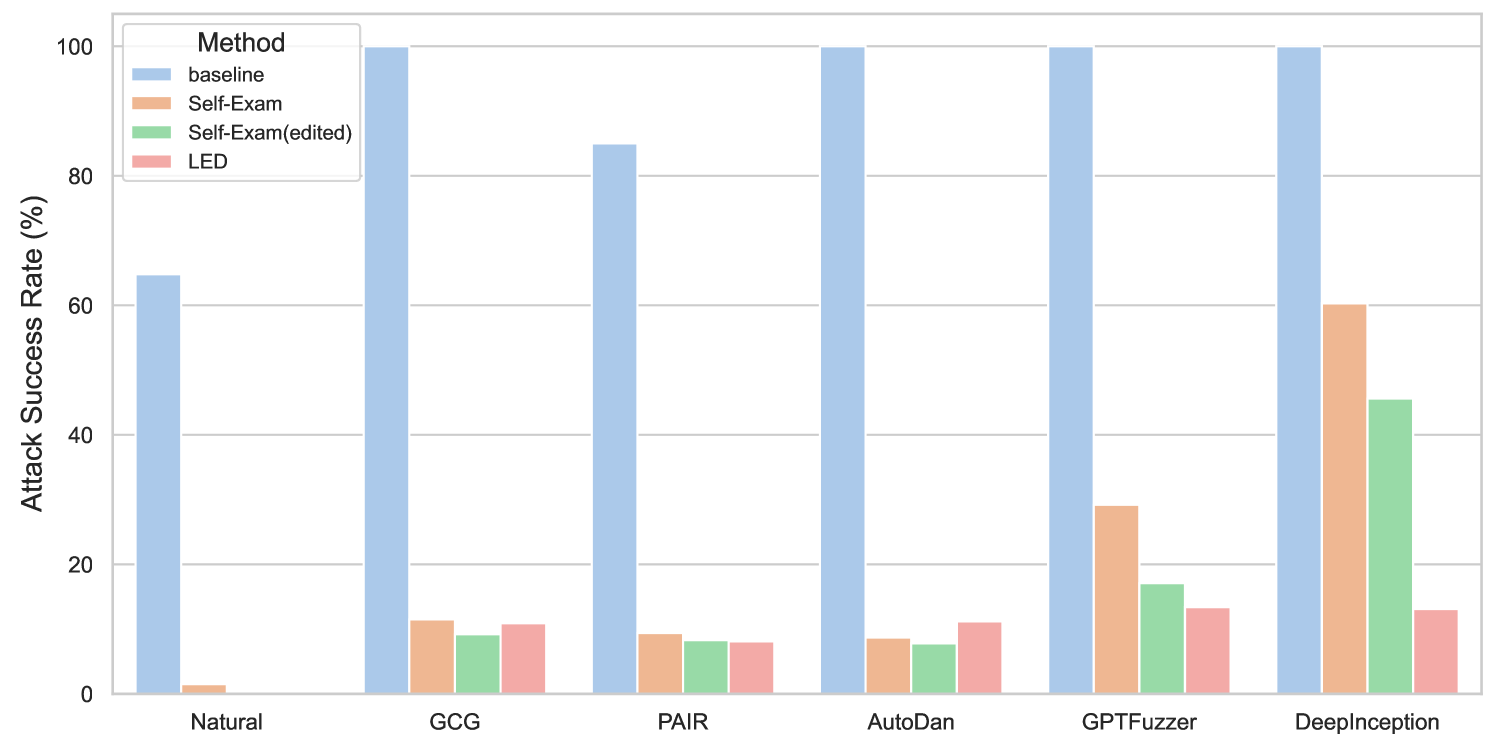 Method
baseline
Self-Exam
Self-Exam(edited)
LED
Attack Success Rate (%)
100
80
60
40
20
0
Natural GCG PAIR AutoDan GPTFuzzer DeepInception